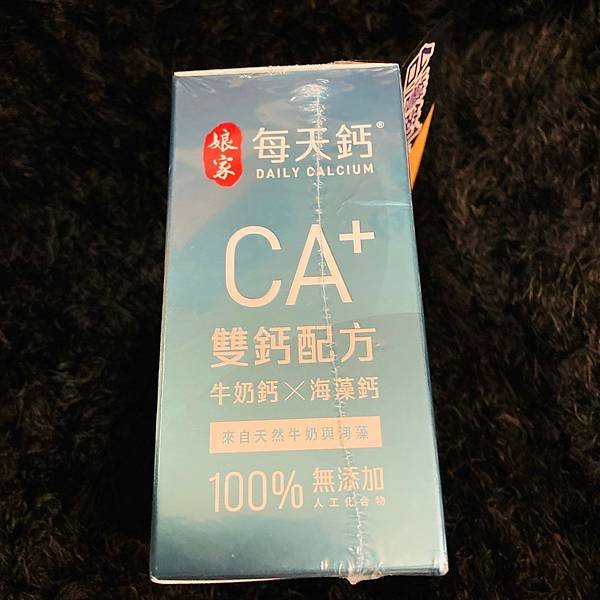 娘家
每天鈣®
DAILY CALCIUM
CA+
雙鈣配方
牛奶鈣×海藻鈣
來自天然牛奶與海藻
100% 無添加
人工化合物